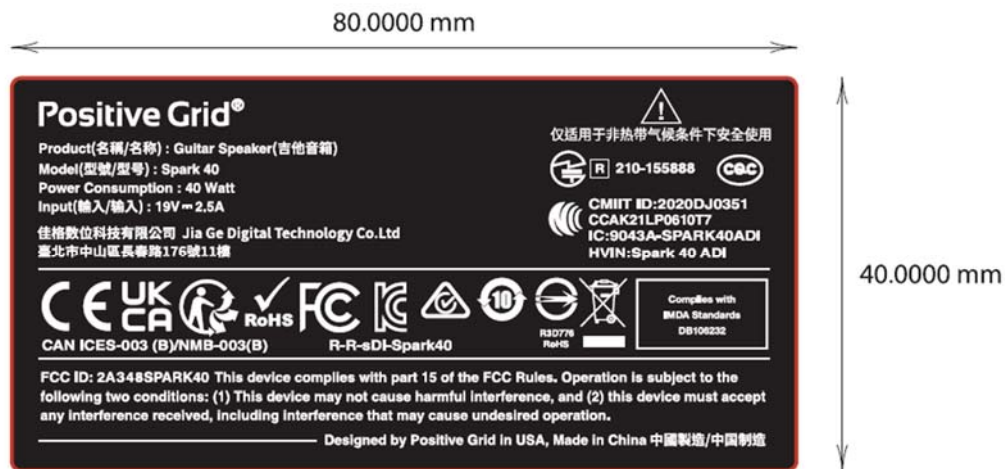 80.0000 mm
Positive Grid®
Product(名稱/名称) : Guitar Speaker(吉他音箱)
Model(型號/型号) : Spark 40
Power Consumption : 40 Watt
Input(輸入/输入) : 19V⎓2.5A
佳格數位科技有限公司 Jia Ge Digital Technology Co.Ltd
臺北市中山區長春路176號11樓
仅适用于非热带气候条件下安全使用
R 210-155888 CQC
CMIIT ID:2020DJ0351
CCAK21LP0610T7
IC:9043A-SPARK40ADI
HVIN:Spark 40 ADI
40.0000 mm
CE UK CA RoHS FC 10
R3D776
RoHS
Complies with
IMDA Standards
DB106232
CAN ICES-003 (B)/NMB-003(B) R-R-sDI-Spark40
FCC ID: 2A348SPARK40 This device complies with part 15 of the FCC Rules. Operation is subject to the
following two conditions: (1) This device may not cause harmful interference, and (2) this device must accept
any interference received, including interference that may cause undesired operation.
Designed by Positive Grid in USA, Made in China 中國製造/中国制造